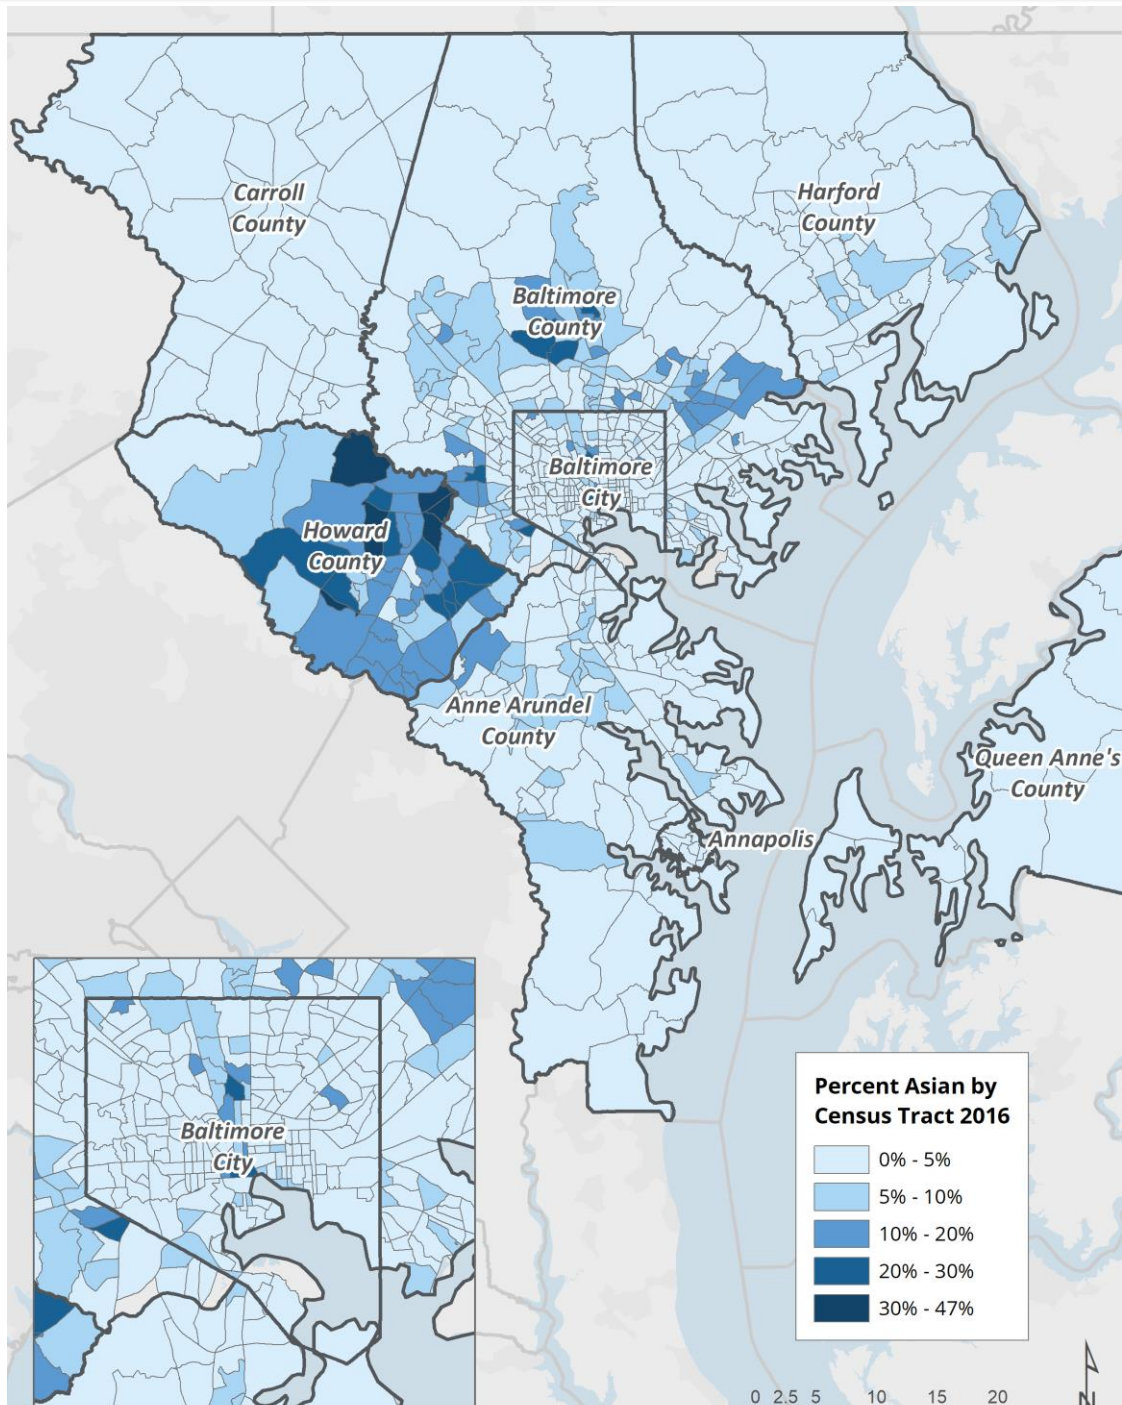 Carroll
County
Harford
County
Baltimore
County
Baltimore
City
Howard
County
Anne Arundel
County
Queen Anne's
County
Annapolis
Baltimore
City
Percent Asian by
Census Tract 2016
0% - 5%
5% - 10%
10% - 20%
20% - 30%
30% - 47%
0 2.5 5 10 15 20